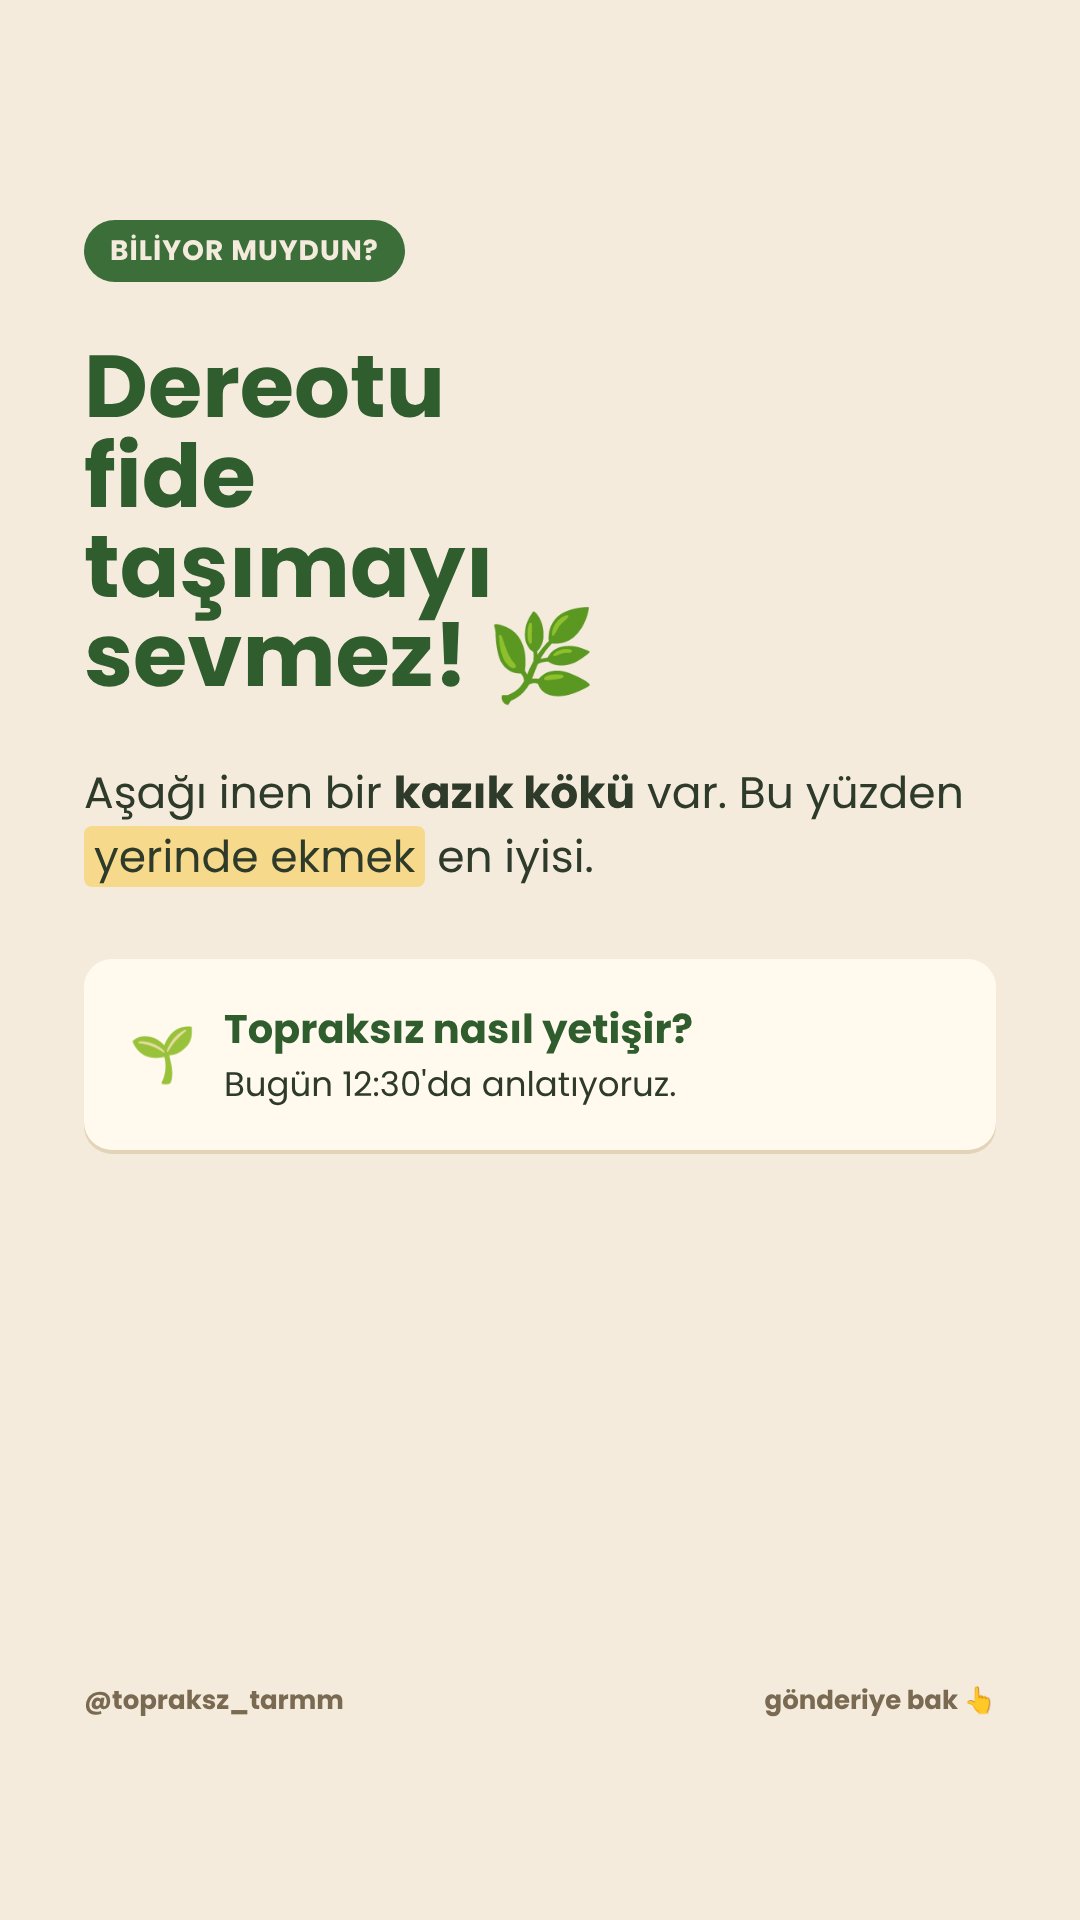 BİLİYOR MUYDUN?
Dereotu
fide
taşımayı
sevmez! 🌿
Aşağı inen bir kazık kökü var. Bu yüzden
yerinde ekmek en iyisi.
Topraksız nasıl yetişir?
Bugün 12:30'da anlatıyoruz.
@topraksz_tarmm
gönderiye bak 👆